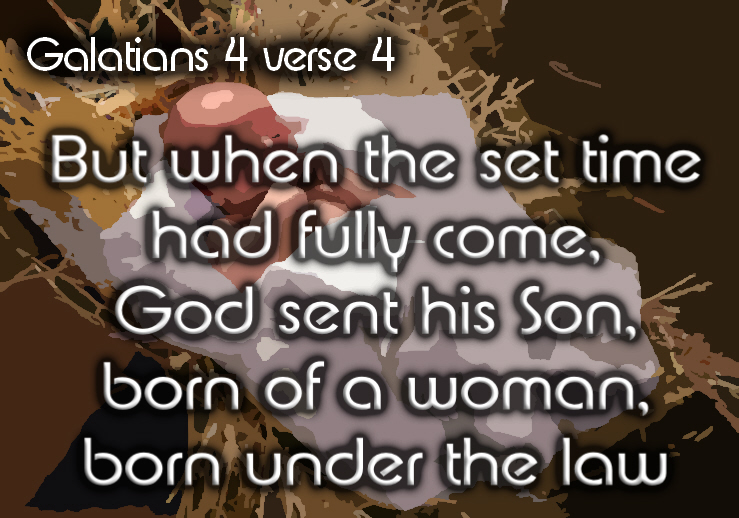 Galatians 4 verse 4
But when the set time
had fully come,
God sent his Son,
born of a woman,
born under the law